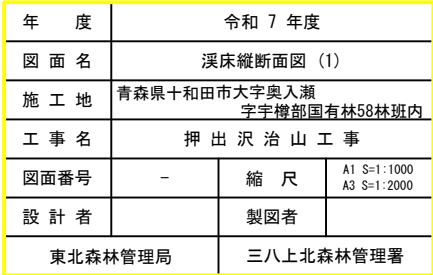 年 度 令和 7 年度
図 面 名 渓床縦断面図 (1)
施 工 地 青森県十和田市大字奥入瀬
字宇樽部国有林58林班内
工 事 名 押 出 沢 治 山 工 事
図面番号 － 縮 尺 A1 S=1:1000
A3 S=1:2000
設 計 者 製図者
東北森林管理局 三八上北森林管理署